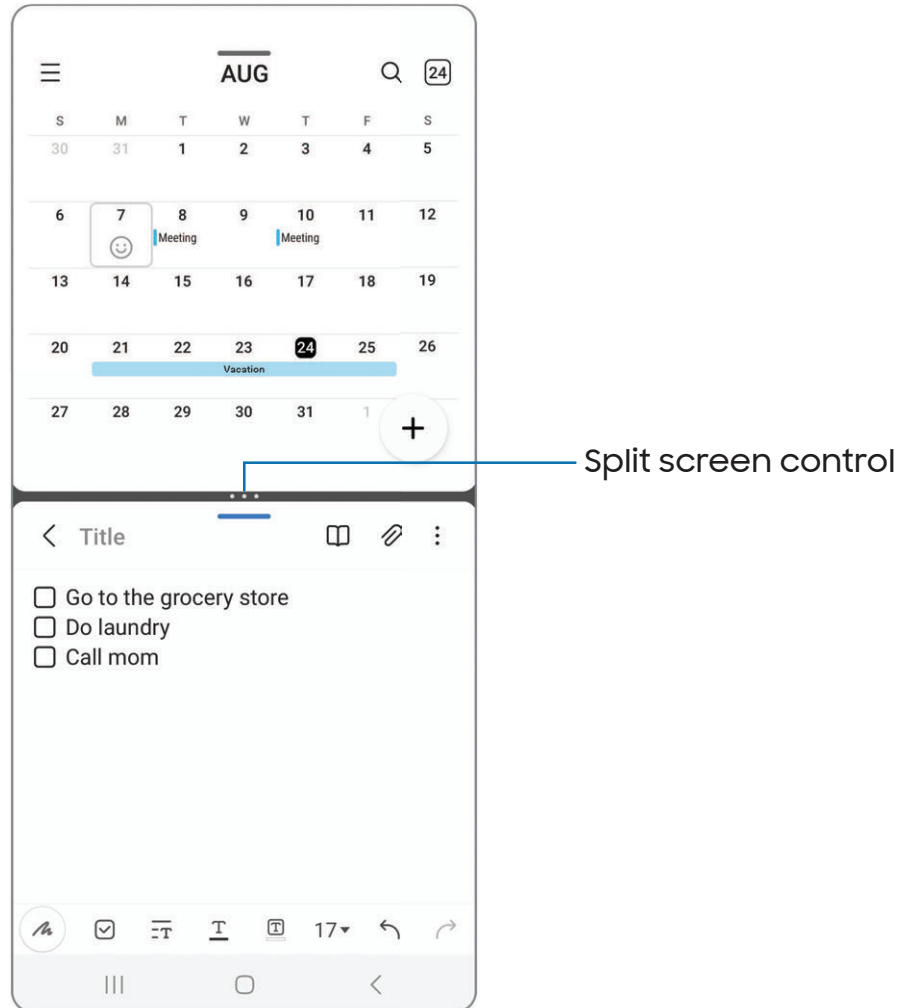 AUG 24
S M T W T F S
30 31 1 2 3 4 5
6 7 8 9 10 11 12
Meeting Meeting
13 14 15 16 17 18 19
20 21 22 23 24 25 26
Vacation
27 28 29 30 31 1
+
Split screen control
Title
Go to the grocery store
Do laundry
Call mom
T T T 17